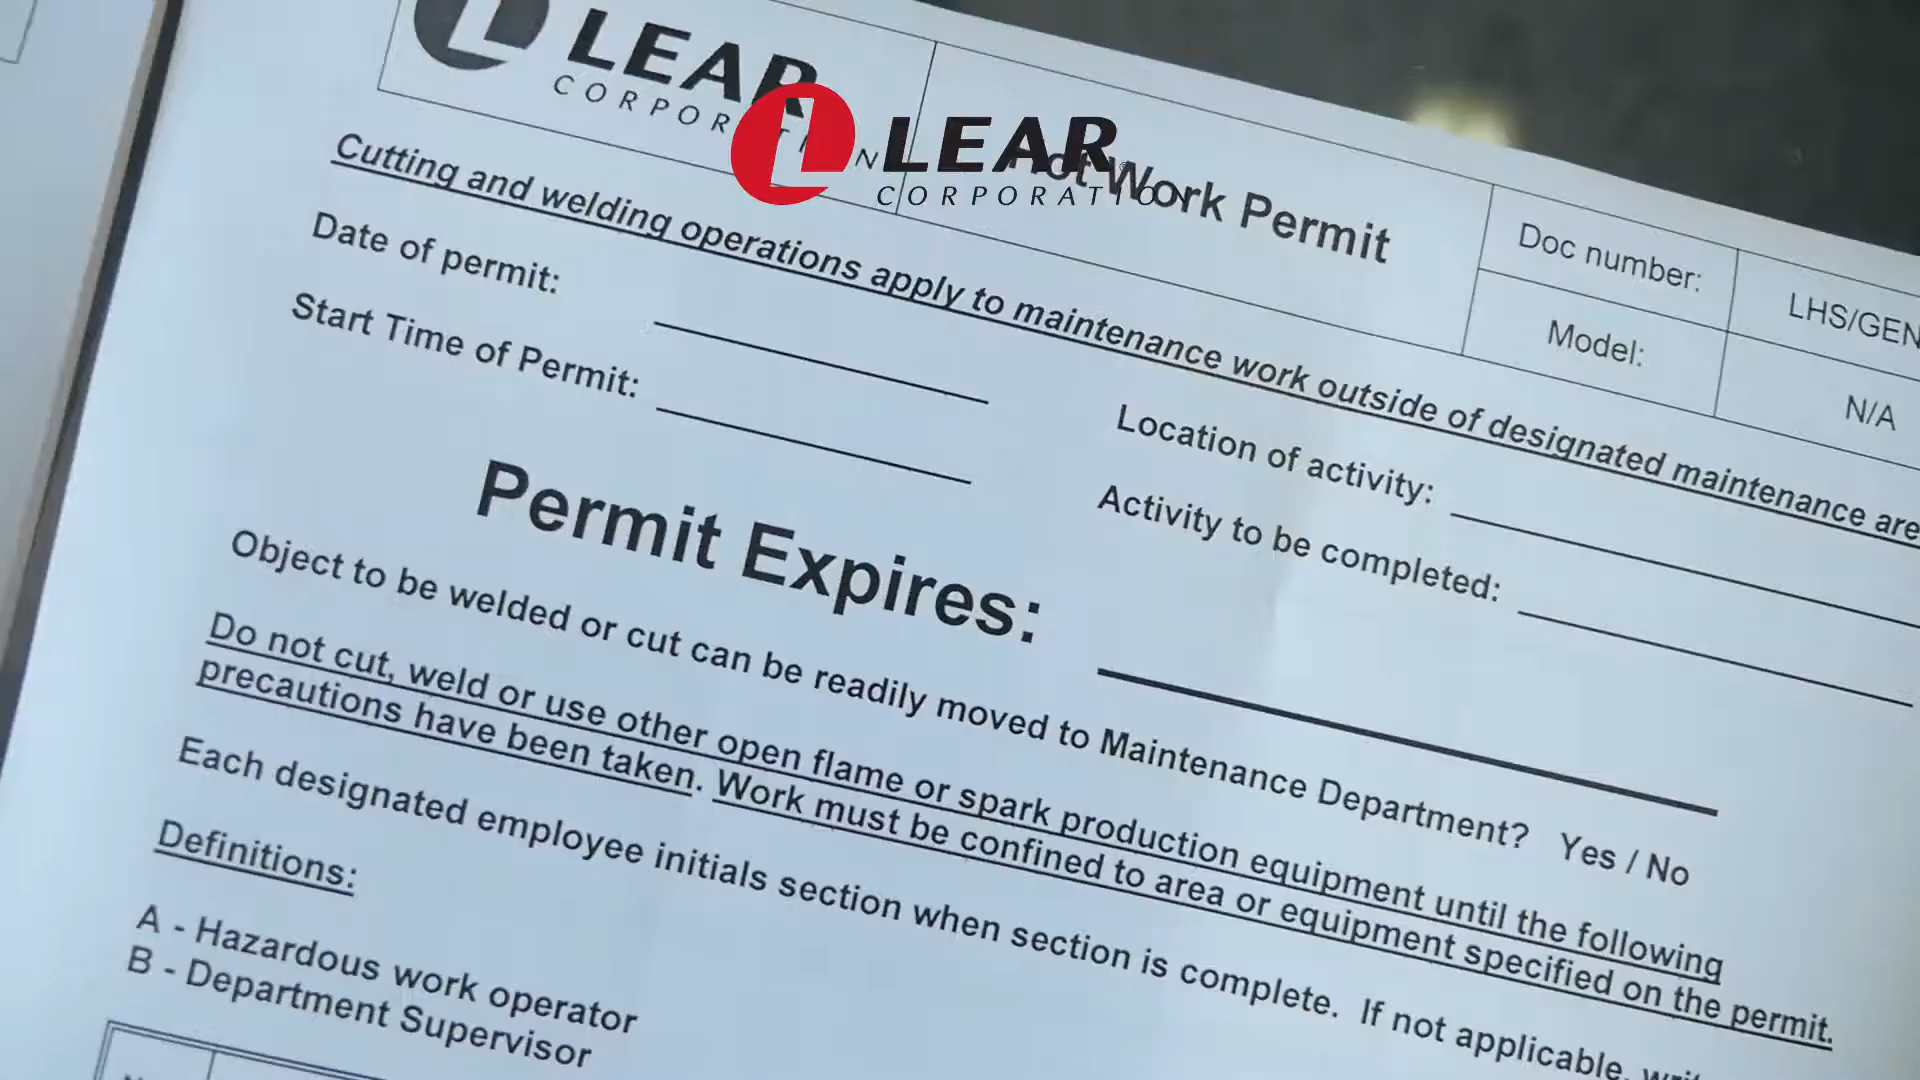 LEAR
CORPORATION
LEAR
CORPORATIO
Hot Work Permit
Doc number:
LHS/GEN
Model:
N/A
Cutting and welding operations apply to maintenance work outside of designated maintenance are
Date of permit:
Start Time of Permit:
Location of activity:
Activity to be completed:
Permit Expires:
Object to be welded or cut can be readily moved to Maintenance Department? Yes / No
Do not cut, weld or use other open flame or spark production equipment until the following
precautions have been taken. Work must be confined to area or equipment specified on the permit.
Each designated employee initials section when section is complete. If not applicable,
Definitions:
A - Hazardous work operator
B - Department Supervisor